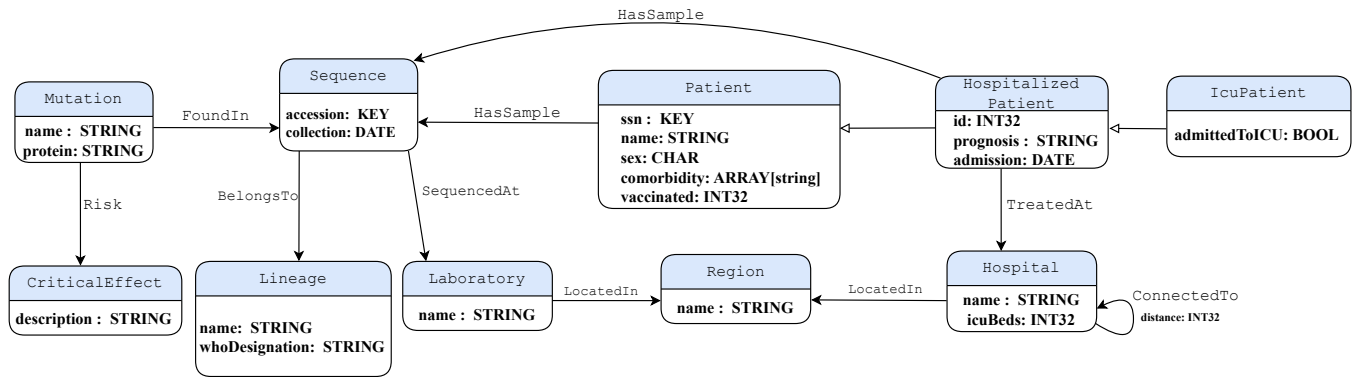 HasSample
Mutation
name : STRING
protein: STRING
FoundIn
Sequence
accession: KEY
collection: DATE
HasSample
Patient
ssn : KEY
name: STRING
sex: CHAR
comorbidity: ARRAY[string]
vaccinated: INT32
Hospitalized
Patient
id: INT32
prognosis : STRING
admission: DATE
IcuPatient
admittedToICU: BOOL
Risk
BelongsTo
SequencedAt
TreatedAt
CriticalEffect
description : STRING
Lineage
name: STRING
whoDesignation: STRING
Laboratory
name : STRING
LocatedIn
Region
name : STRING
LocatedIn
Hospital
name : STRING
icuBeds: INT32
ConnectedTo
distance: INT32